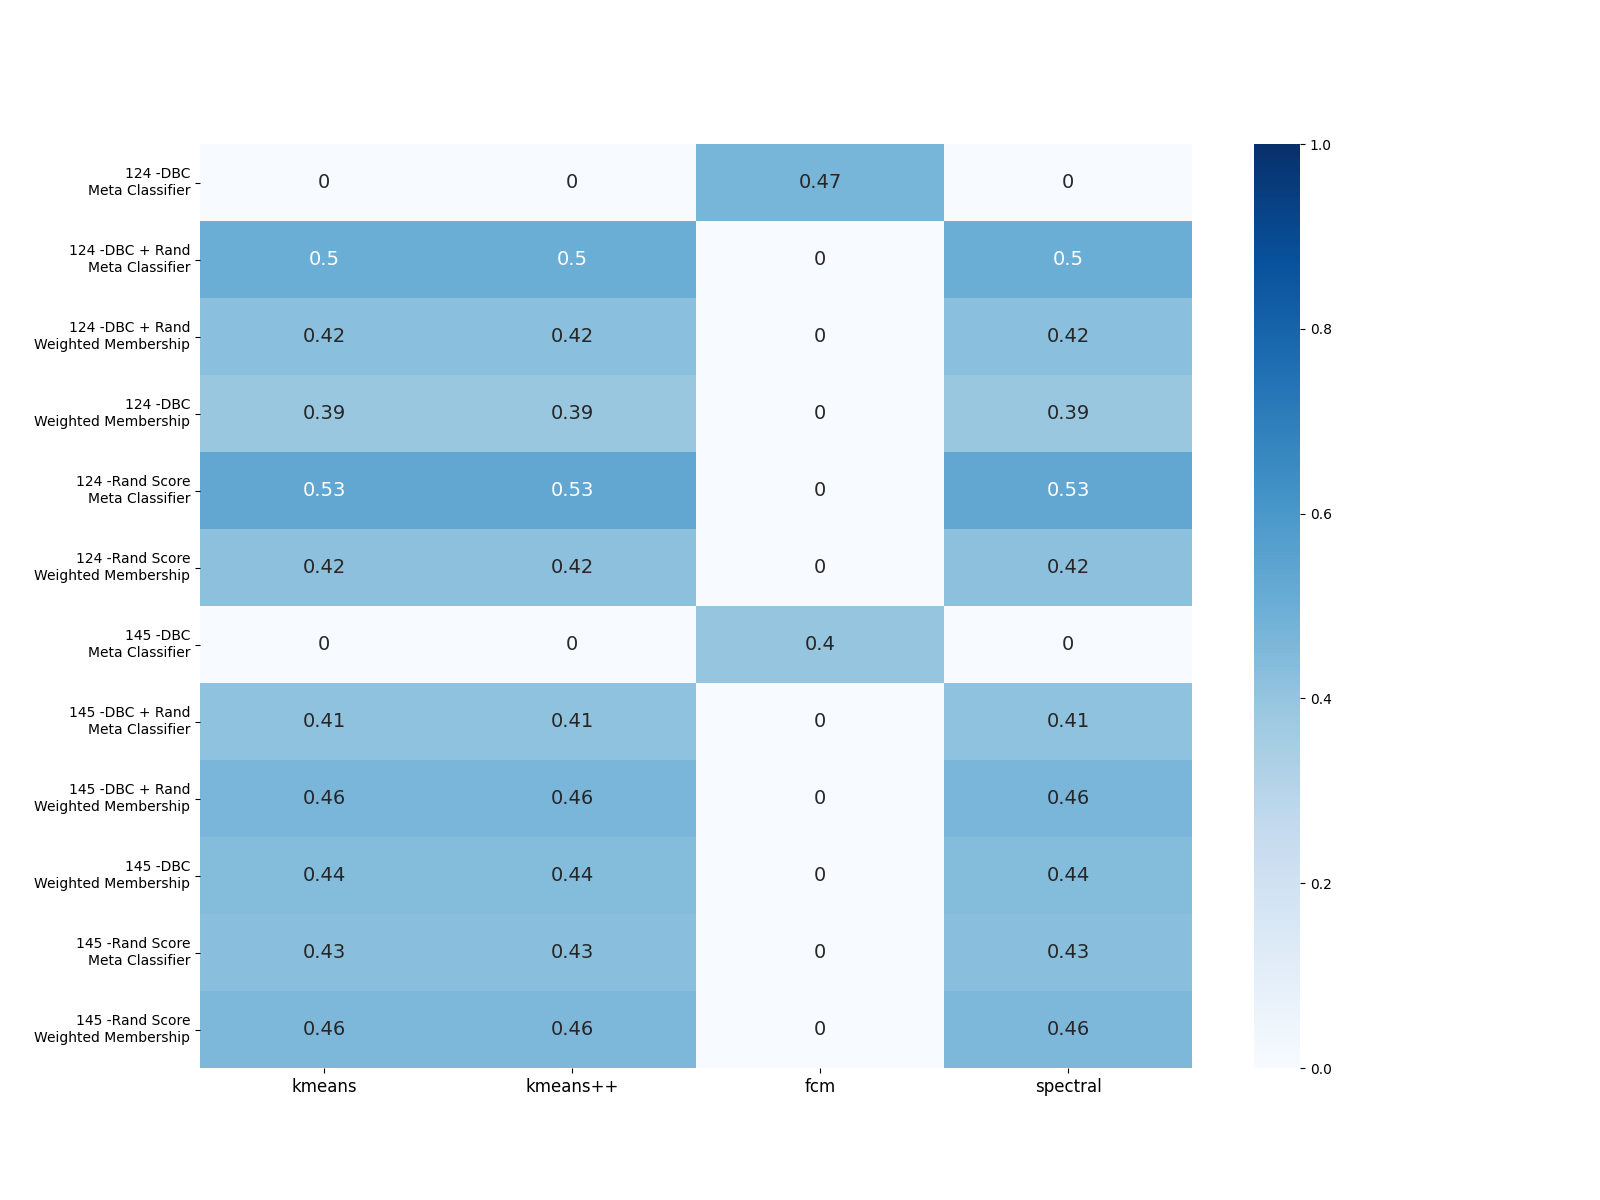 124 -DBC
Meta Classifier
0 0 0.47 0
124 -DBC + Rand
Meta Classifier
0.5 0.5 0 0.5
124 -DBC + Rand
Weighted Membership
0.42 0.42 0 0.42
124 -DBC
Weighted Membership
0.39 0.39 0 0.39
124 -Rand Score
Meta Classifier
0.53 0.53 0 0.53
124 -Rand Score
Weighted Membership
0.42 0.42 0 0.42
145 -DBC
Meta Classifier
0 0 0.4 0
145 -DBC + Rand
Meta Classifier
0.41 0.41 0 0.41
145 -DBC + Rand
Weighted Membership
0.46 0.46 0 0.46
145 -DBC
Weighted Membership
0.44 0.44 0 0.44
145 -Rand Score
Meta Classifier
0.43 0.43 0 0.43
145 -Rand Score
Weighted Membership
0.46 0.46 0 0.46
kmeans kmeans++ fcm spectral
1.0
0.8
0.6
0.4
0.2
0.0